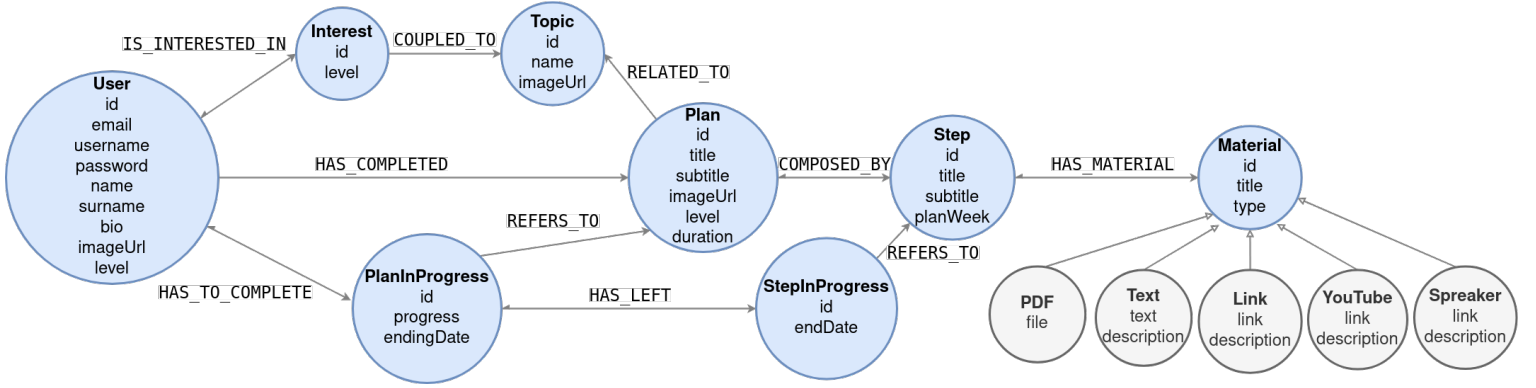 IS_INTERESTED_IN
Interest
id
level
COUPLED_TO
Topic
id
name
imageUrl
RELATED_TO
User
id
email
username
password
name
surname
bio
imageUrl
level
HAS_COMPLETED
Plan
id
title
subtitle
imageUrl
level
duration
COMPOSED_BY
Step
id
title
subtitle
planWeek
HAS_MATERIAL
Material
id
title
type
REFERS_TO
HAS_TO_COMPLETE
PlanInProgress
id
progress
endingDate
HAS_LEFT
StepInProgress
id
endDate
REFERS_TO
PDF
file
Text
text
description
Link
link
description
YouTube
link
description
Spreaker
link
description